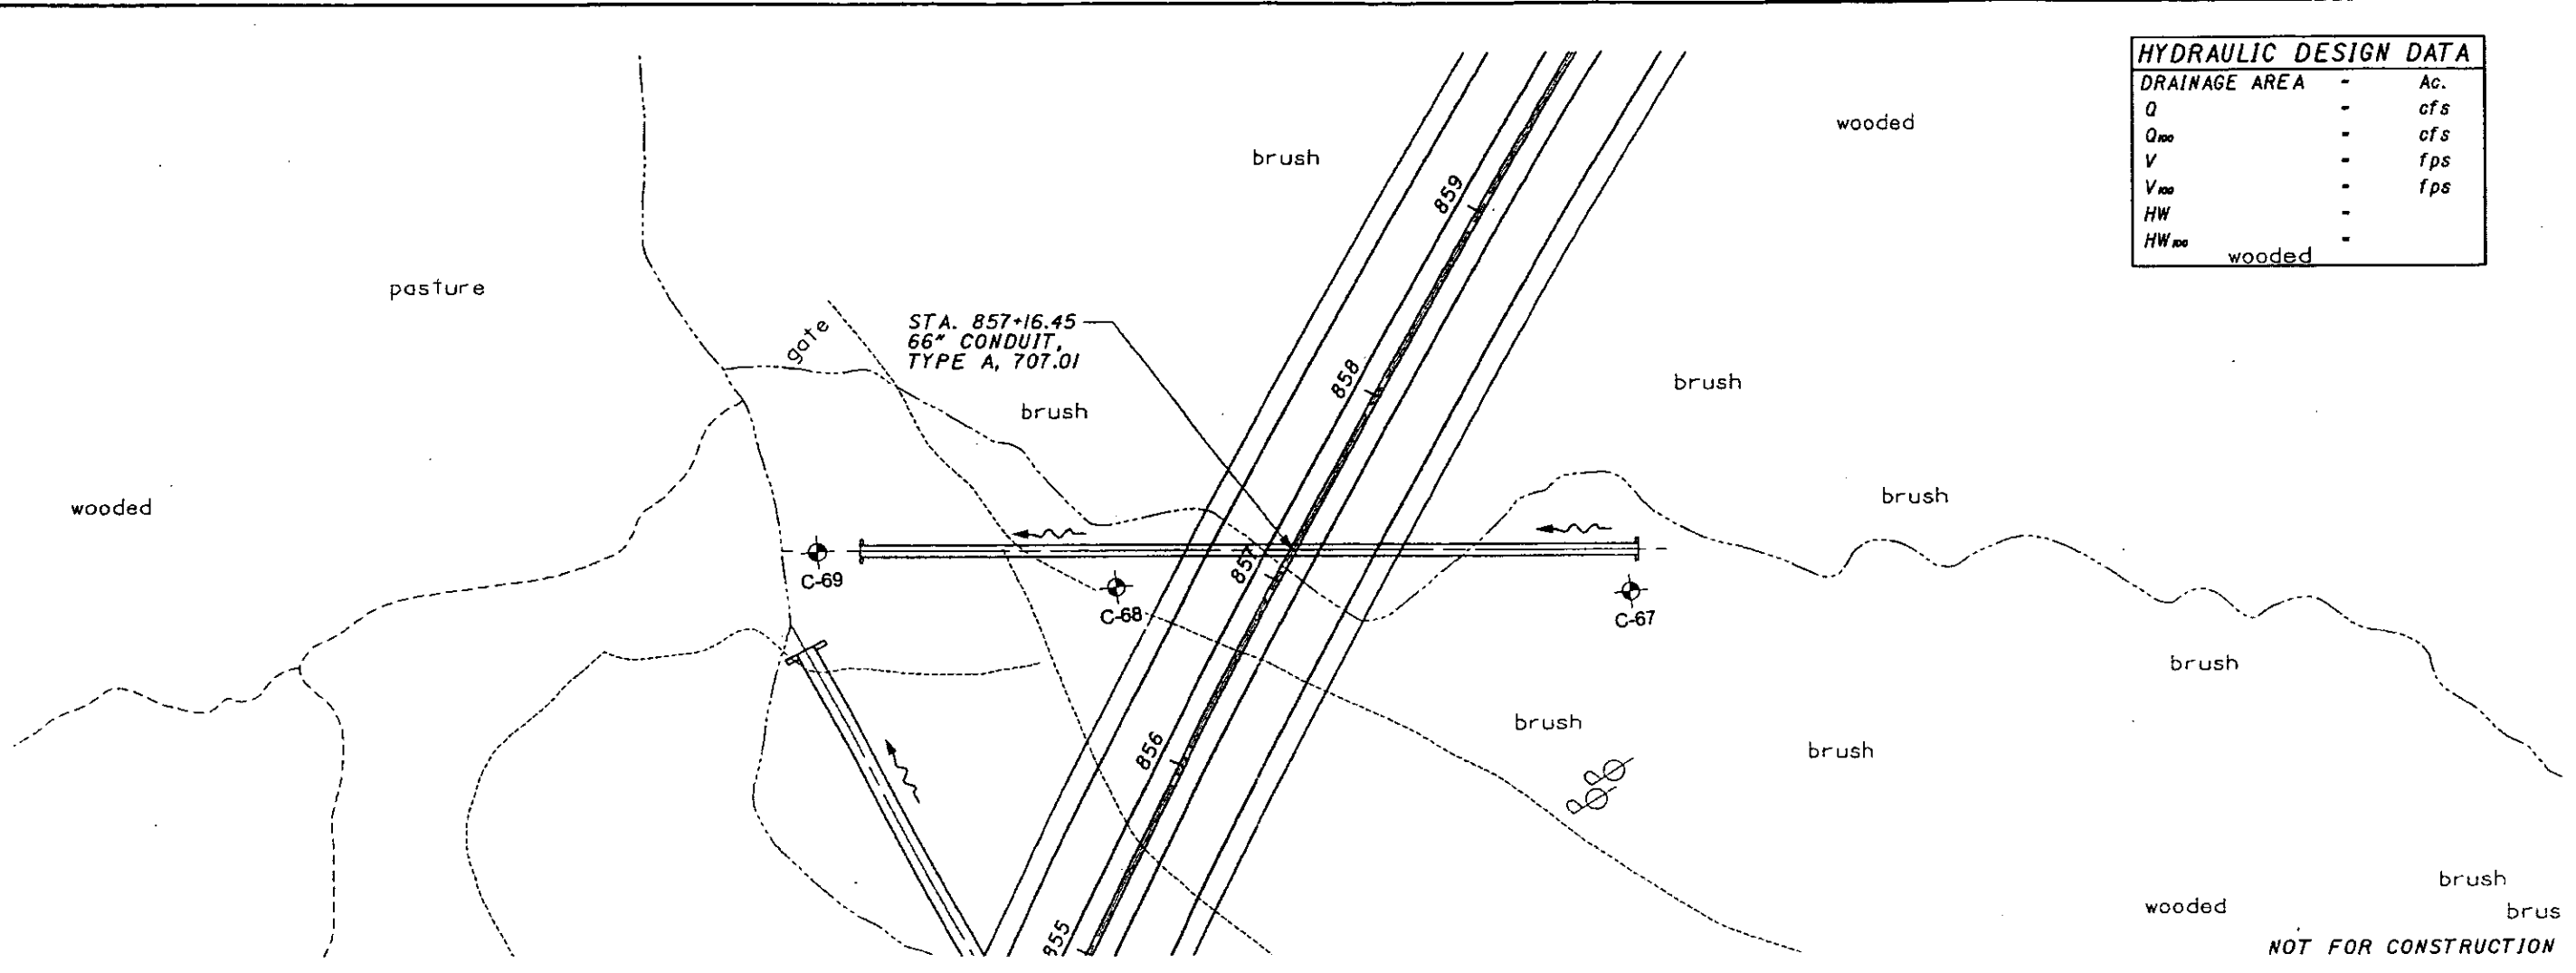 HYDRAULIC DESIGN DATA
DRAINAGE AREA - Ac.
Q - cfs
Q100 - cfs
V - fps
V100 - fps
HW -
HW100 -
wooded
wooded
brush
859
pasture
gate
STA. 857+16.45
66" CONDUIT,
TYPE A, 707.01
858
brush
brush
wooded
brush
857
C-69
C-68
C-67
brush
856
brush
brush
855
brush
wooded
brus
NOT FOR CONSTRUCTION